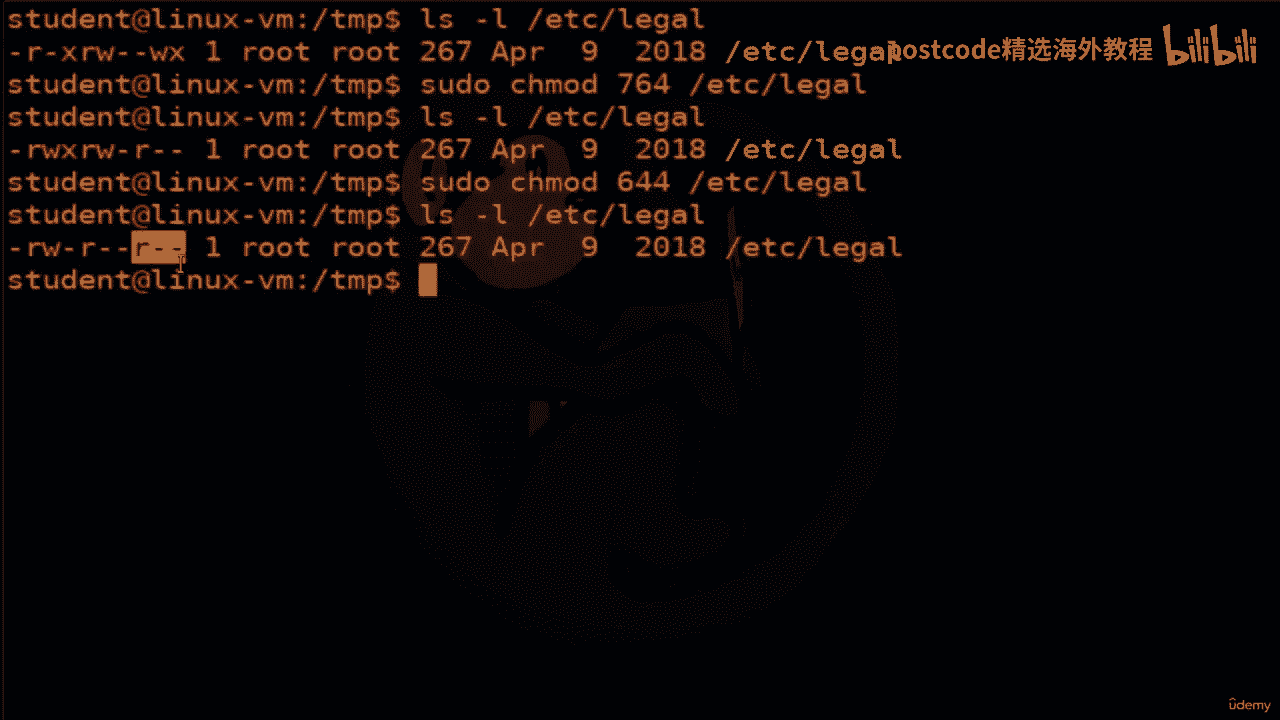 student@linux-vm:/tmp$ ls -l /etc/legal
-r-xrw--wx 1 root root 267 Apr  9  2018 /etc/legal
postcode精选海外教程 bilibili
student@linux-vm:/tmp$ sudo chmod 764 /etc/legal
student@linux-vm:/tmp$ ls -l /etc/legal
-rwxrw-r-- 1 root root 267 Apr  9  2018 /etc/legal
student@linux-vm:/tmp$ sudo chmod 644 /etc/legal
student@linux-vm:/tmp$ ls -l /etc/legal
-rw-r--r-- 1 root root 267 Apr  9  2018 /etc/legal
student@linux-vm:/tmp$
ûdemy